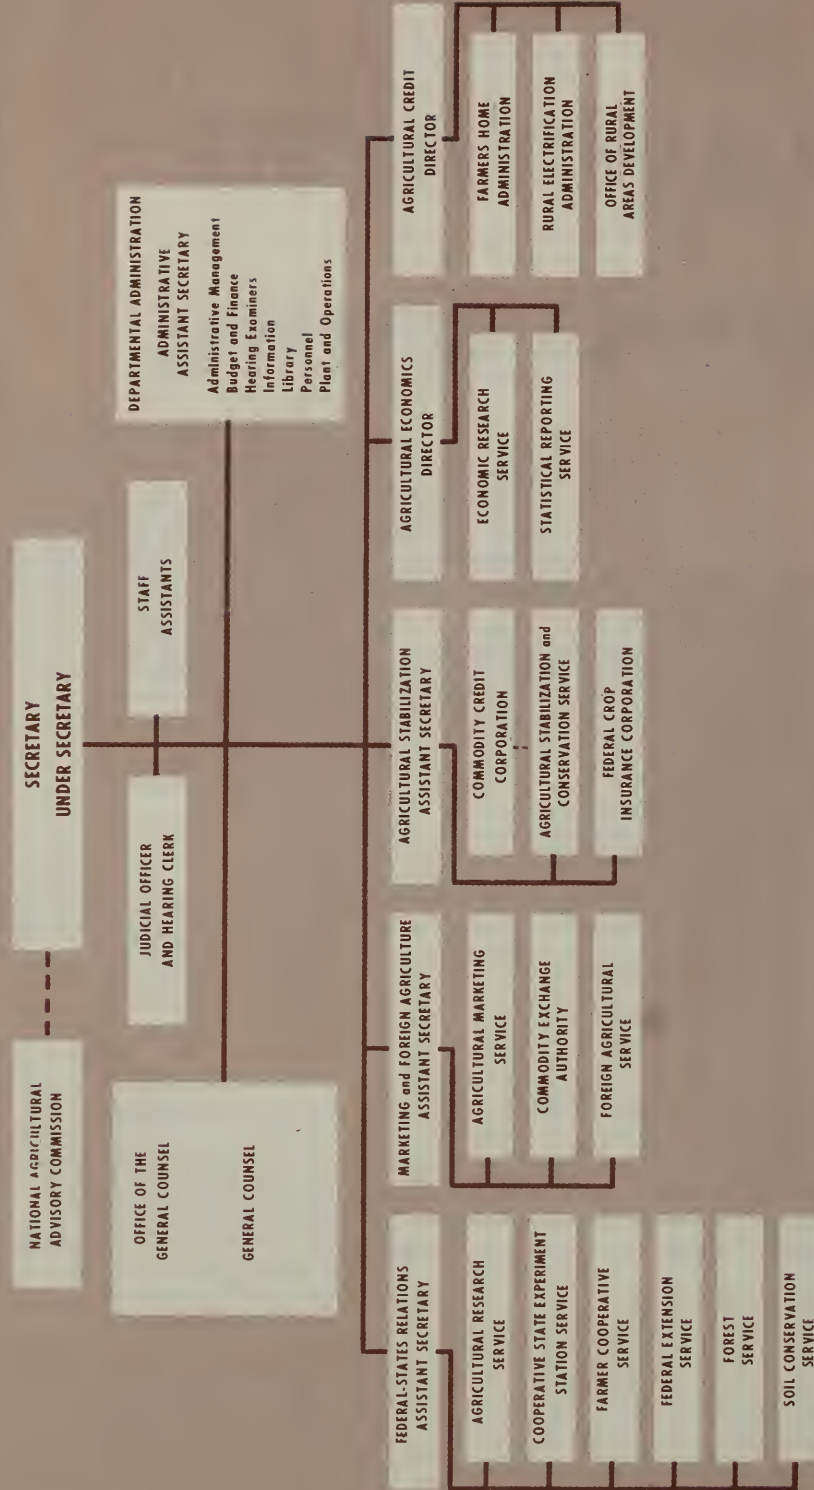 SECRETARY
UNDER SECRETARY
NATIONAL AGRICULTURAL
ADVISORY COMMISSION
JUDICIAL OFFICER
AND HEARING CLERK
STAFF
ASSISTANTS
OFFICE OF THE
GENERAL COUNSEL
GENERAL COUNSEL
DEPARTMENTAL ADMINISTRATION
ADMINISTRATIVE
ASSISTANT SECRETARY
Administrative Management
Budget and Finance
Hearing Examiners
Information
Library
Personnel
Plant and Operations
FEDERAL-STATES RELATIONS
ASSISTANT SECRETARY
AGRICULTURAL RESEARCH
SERVICE
COOPERATIVE STATE EXPERIMENT
STATION SERVICE
FARMER COOPERATIVE
SERVICE
FEDERAL EXTENSION
SERVICE
FOREST
SERVICE
SOIL CONSERVATION
SERVICE
MARKETING and FOREIGN AGRICULTURE
ASSISTANT SECRETARY
AGRICULTURAL MARKETING
SERVICE
COMMODITY EXCHANGE
AUTHORITY
FOREIGN AGRICULTURAL
SERVICE
AGRICULTURAL STABILIZATION
ASSISTANT SECRETARY
COMMODITY CREDIT
CORPORATION
AGRICULTURAL STABILIZATION and
CONSERVATION SERVICE
FEDERAL CROP
INSURANCE CORPORATION
AGRICULTURAL ECONOMICS
DIRECTOR
ECONOMIC RESEARCH
SERVICE
STATISTICAL REPORTING
SERVICE
AGRICULTURAL CREDIT
DIRECTOR
FARMERS HOME
ADMINISTRATION
RURAL ELECTRIFICATION
ADMINISTRATION
OFFICE OF RURAL
AREAS DEVELOPMENT